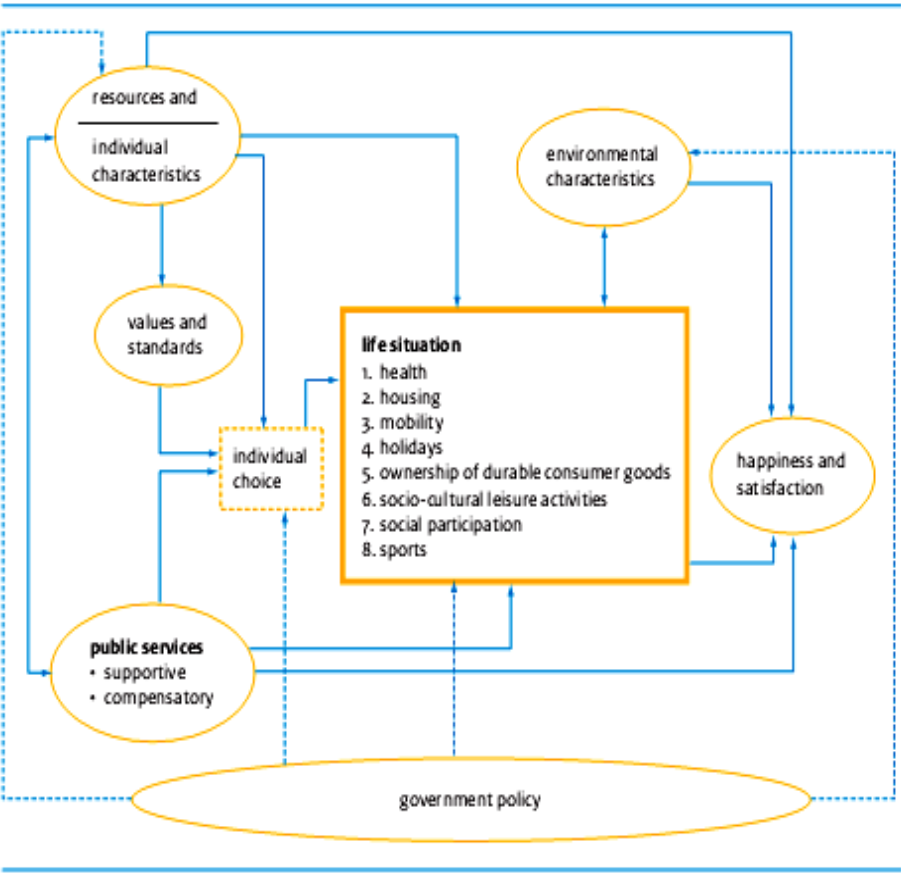 resources and
individual
characteristics
environmental
characteristics
values and
standards
life situation
1. health
2. housing
3. mobility
4. holidays
5. ownership of durable consumer goods
6. socio-cultural leisure activities
7. social participation
8. sports
individual
choice
happiness and
satisfaction
public services
• supportive
• compensatory
government policy